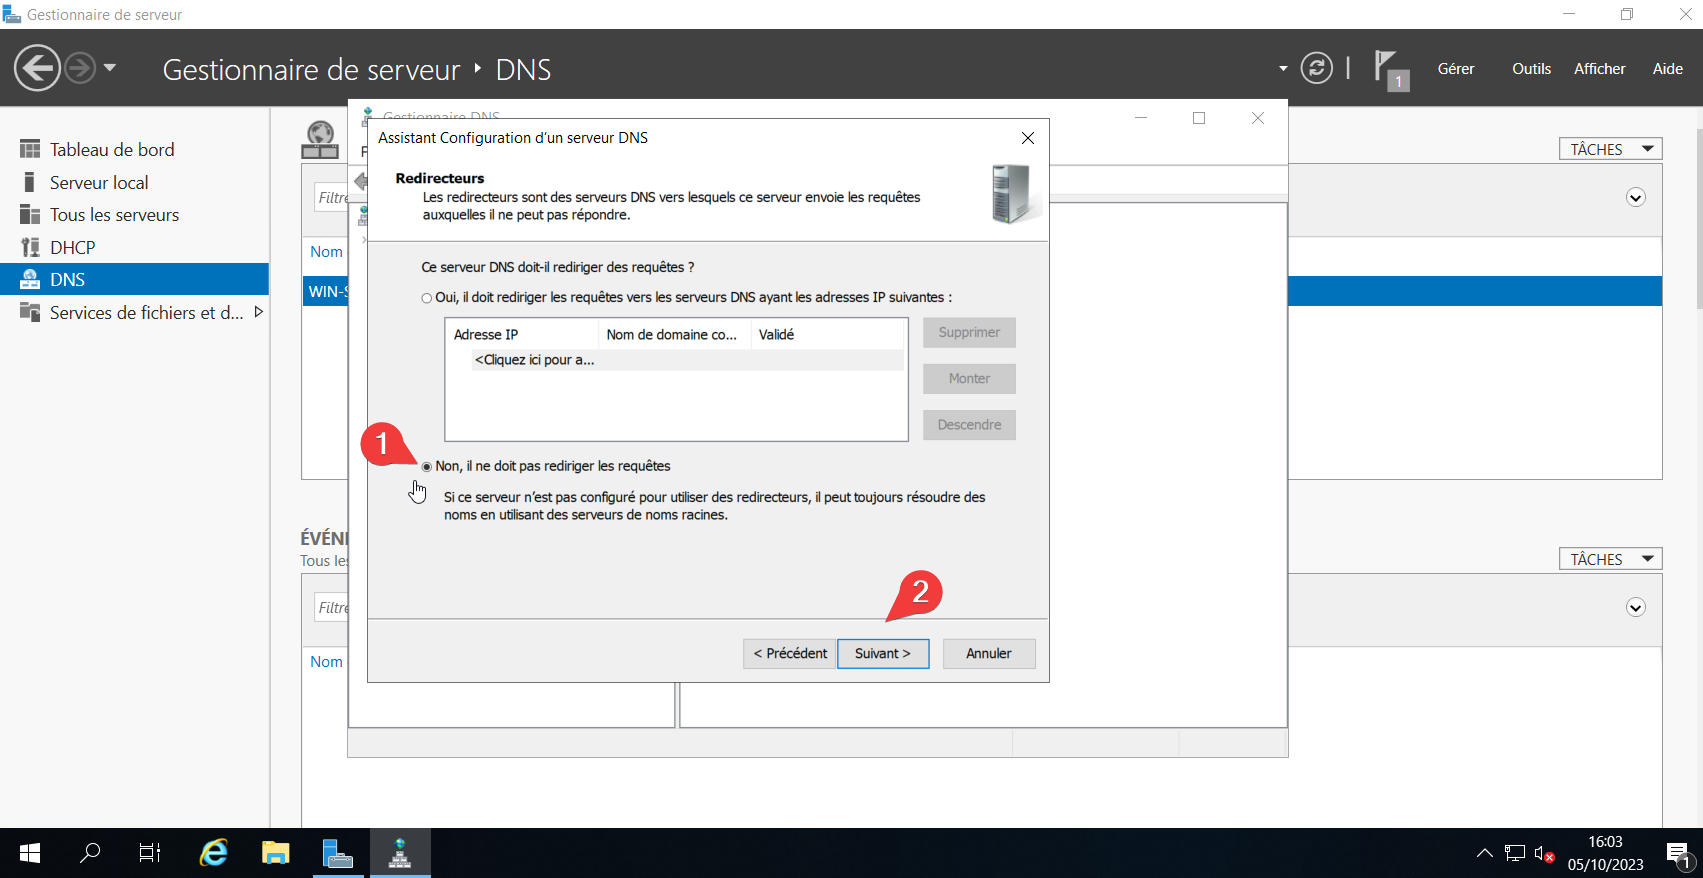 Gestionnaire de serveur
Gestionnaire de serveur ‣ DNS
1
Gérer
Outils
Afficher
Aide
Tableau de bord
Serveur local
Tous les serveurs
DHCP
DNS
Services de fichiers et d...
TÂCHES
Filtre
Nom
WIN-S
Gestionnaire DNS
F
Assistant Configuration d'un serveur DNS
Redirecteurs
Les redirecteurs sont des serveurs DNS vers lesquels ce serveur envoie les requêtes
auxquelles il ne peut pas répondre.
Ce serveur DNS doit-il rediriger des requêtes ?
Oui, il doit rediriger les requêtes vers les serveurs DNS ayant les adresses IP suivantes :
Adresse IP
Nom de domaine co...
Validé
<Cliquez ici pour a...
Supprimer
Monter
Descendre
1
Non, il ne doit pas rediriger les requêtes
Si ce serveur n'est pas configuré pour utiliser des redirecteurs, il peut toujours résoudre des
noms en utilisant des serveurs de noms racines.
2
< Précédent
Suivant >
Annuler
ÉVÉN
Tous les
TÂCHES
Filtre
Nom
16:03
05/10/2023
1